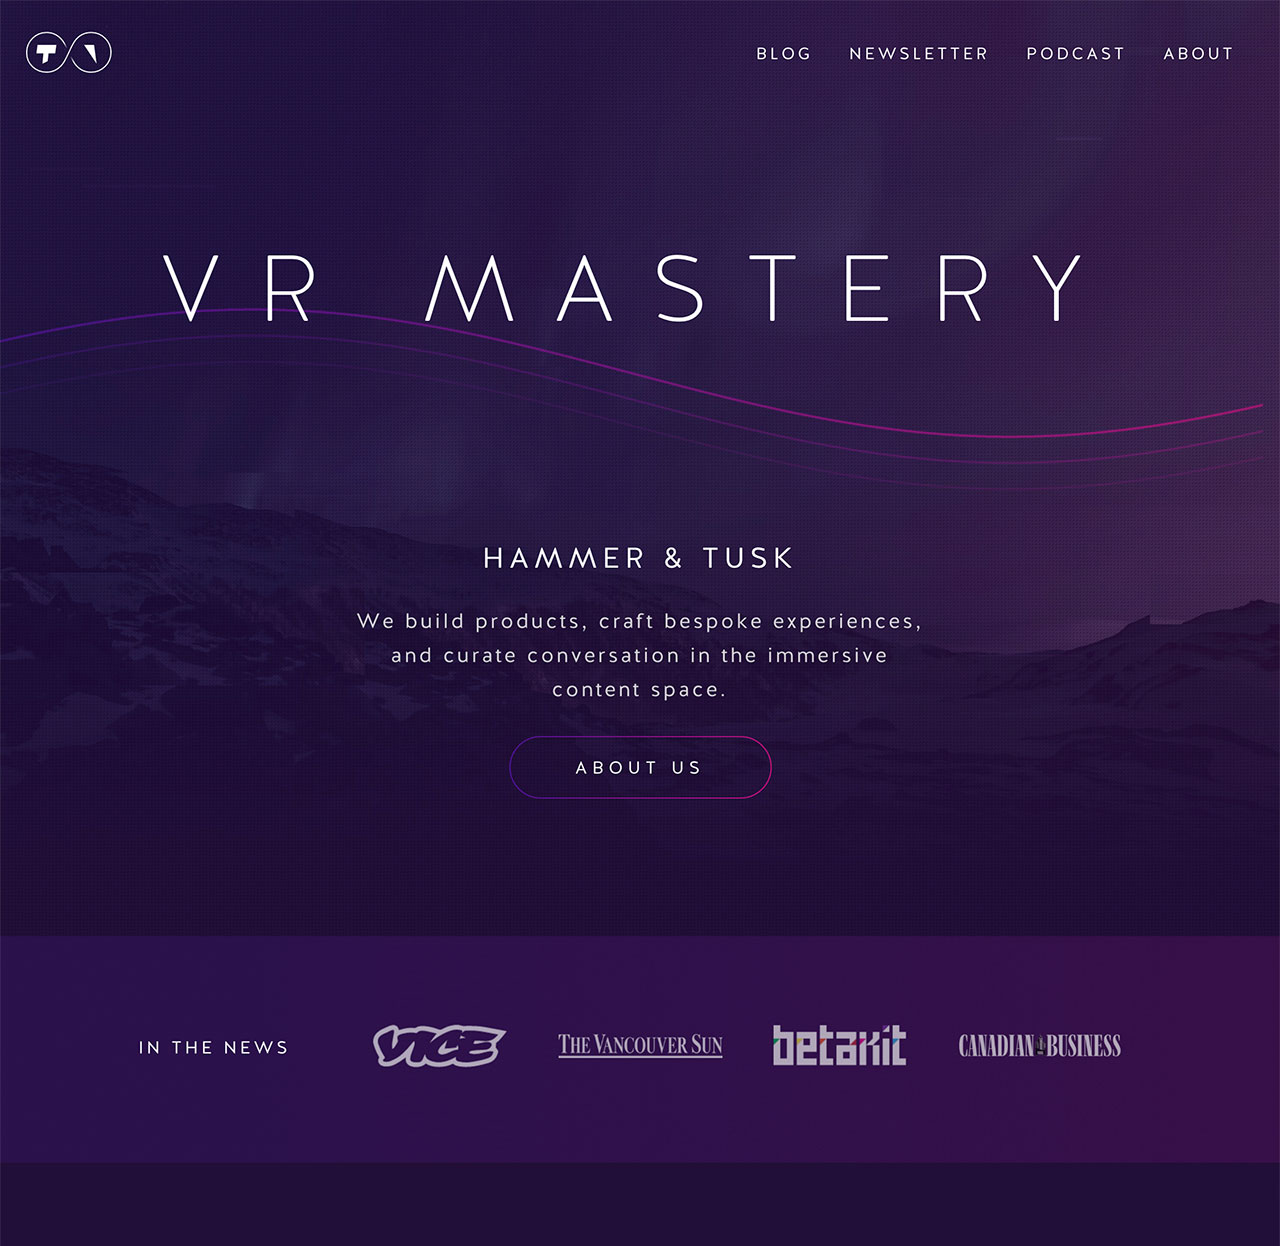 BLOG NEWSLETTER PODCAST ABOUT
VR MASTERY
HAMMER & TUSK
We build products, craft bespoke experiences,
and curate conversation in the immersive
content space.
ABOUT US
IN THE NEWS
VICE
THE VANCOUVER SUN
betakit
CANADIAN BUSINESS